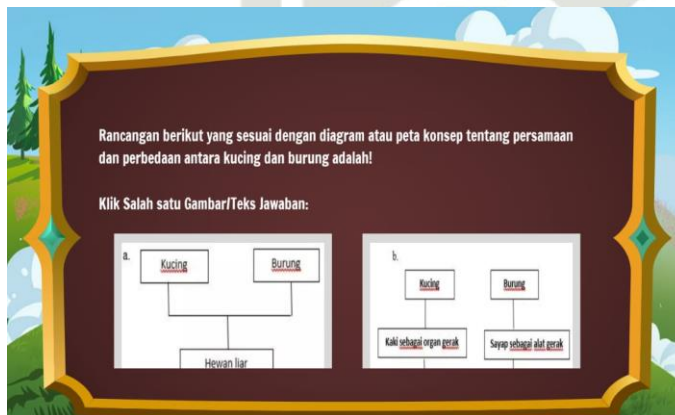 Rancangan berikut yang sesuai dengan diagram atau peta konsep tentang persamaan
dan perbedaan antara kucing dan burung adalah!
Klik Salah satu Gambar/Teks Jawaban:
a.
Kucing
Burung
Hewan liar
b.
Kucing
Burung
Kaki sebagai organ gerak
Sayap sebagai alat gerak